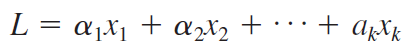 L = α₁x₁ + α₂x₂ + ⋯ + aₖxₖ